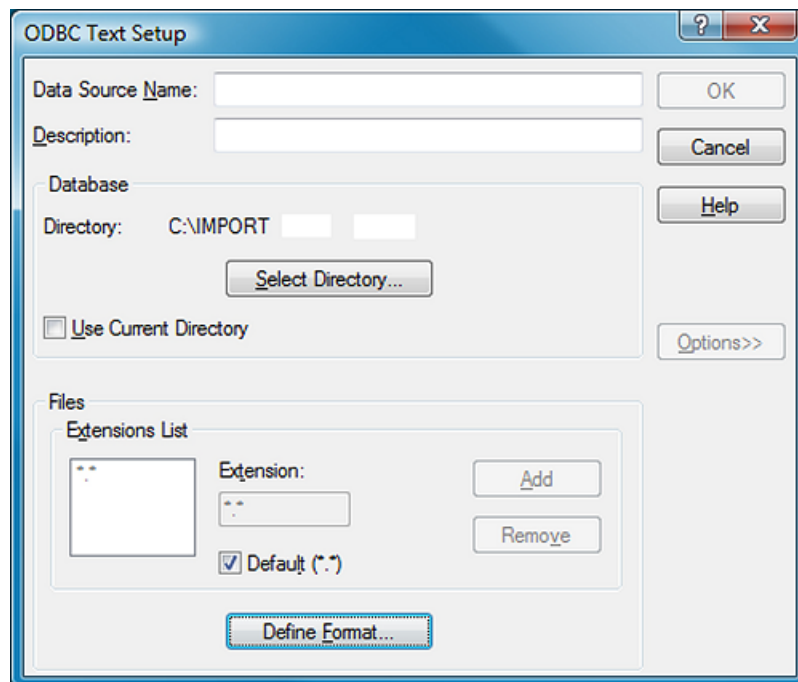 ODBC Text Setup
?
X
Data Source Name:
OK
Description:
Cancel
Database
Help
Directory: C:\IMPORT
Select Directory...
Use Current Directory
Options>>
Files
Extensions List
*.*
Extension:
*.*
Add
Remove
Default (*.*)
Define Format...